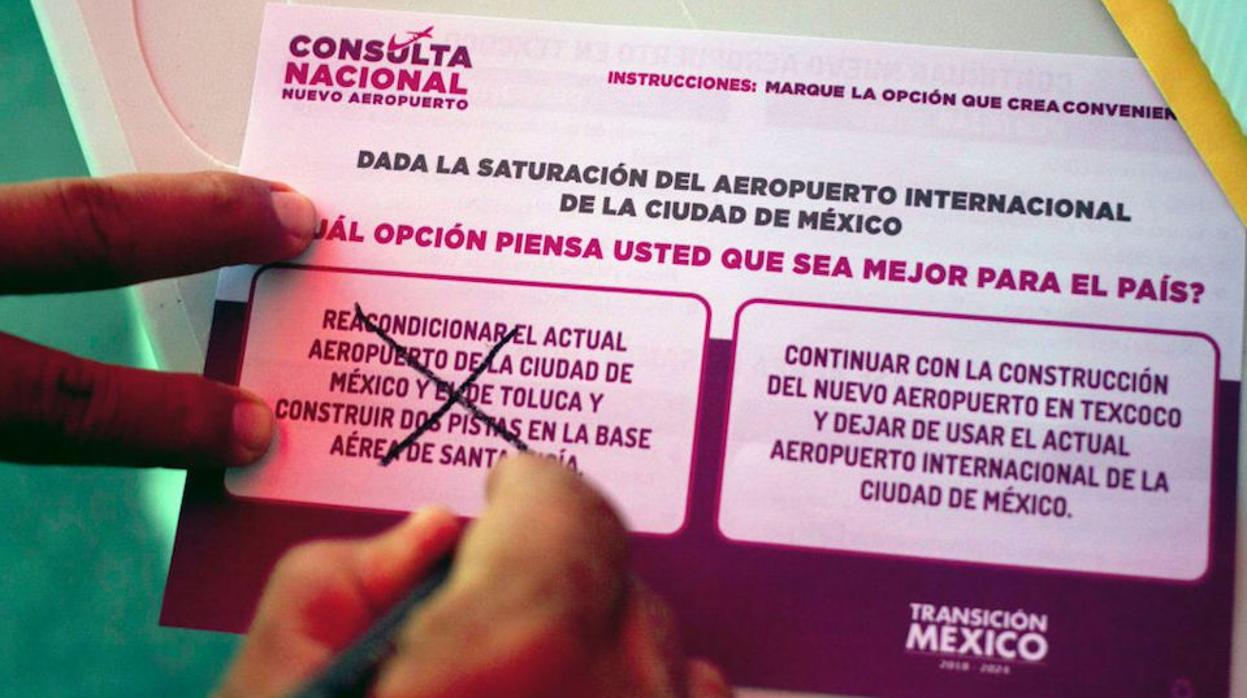 CONSULTA
NACIONAL
NUEVO AEROPUERTO
INSTRUCCIONES: MARQUE LA OPCIÓN QUE CREA CONVENIEN
DADA LA SATURACIÓN DEL AEROPUERTO INTERNACIONAL
DE LA CIUDAD DE MÉXICO
UÁL OPCIÓN PIENSA USTED QUE SEA MEJOR PARA EL PAÍS?
REACONDICIONAR EL ACTUAL
AEROPUERTO DE LA CIUDAD DE
MÉXICO Y EL DE TOLUCA Y
CONSTRUIR DOS PISTAS EN LA BASE
AÉREA DE SANTA LUCÍA.
CONTINUAR CON LA CONSTRUCCIÓN
DEL NUEVO AEROPUERTO EN TEXCOCO
Y DEJAR DE USAR EL ACTUAL
AEROPUERTO INTERNACIONAL DE LA
CIUDAD DE MÉXICO.
TRANSICIÓN
MÉXICO
2018 - 2024